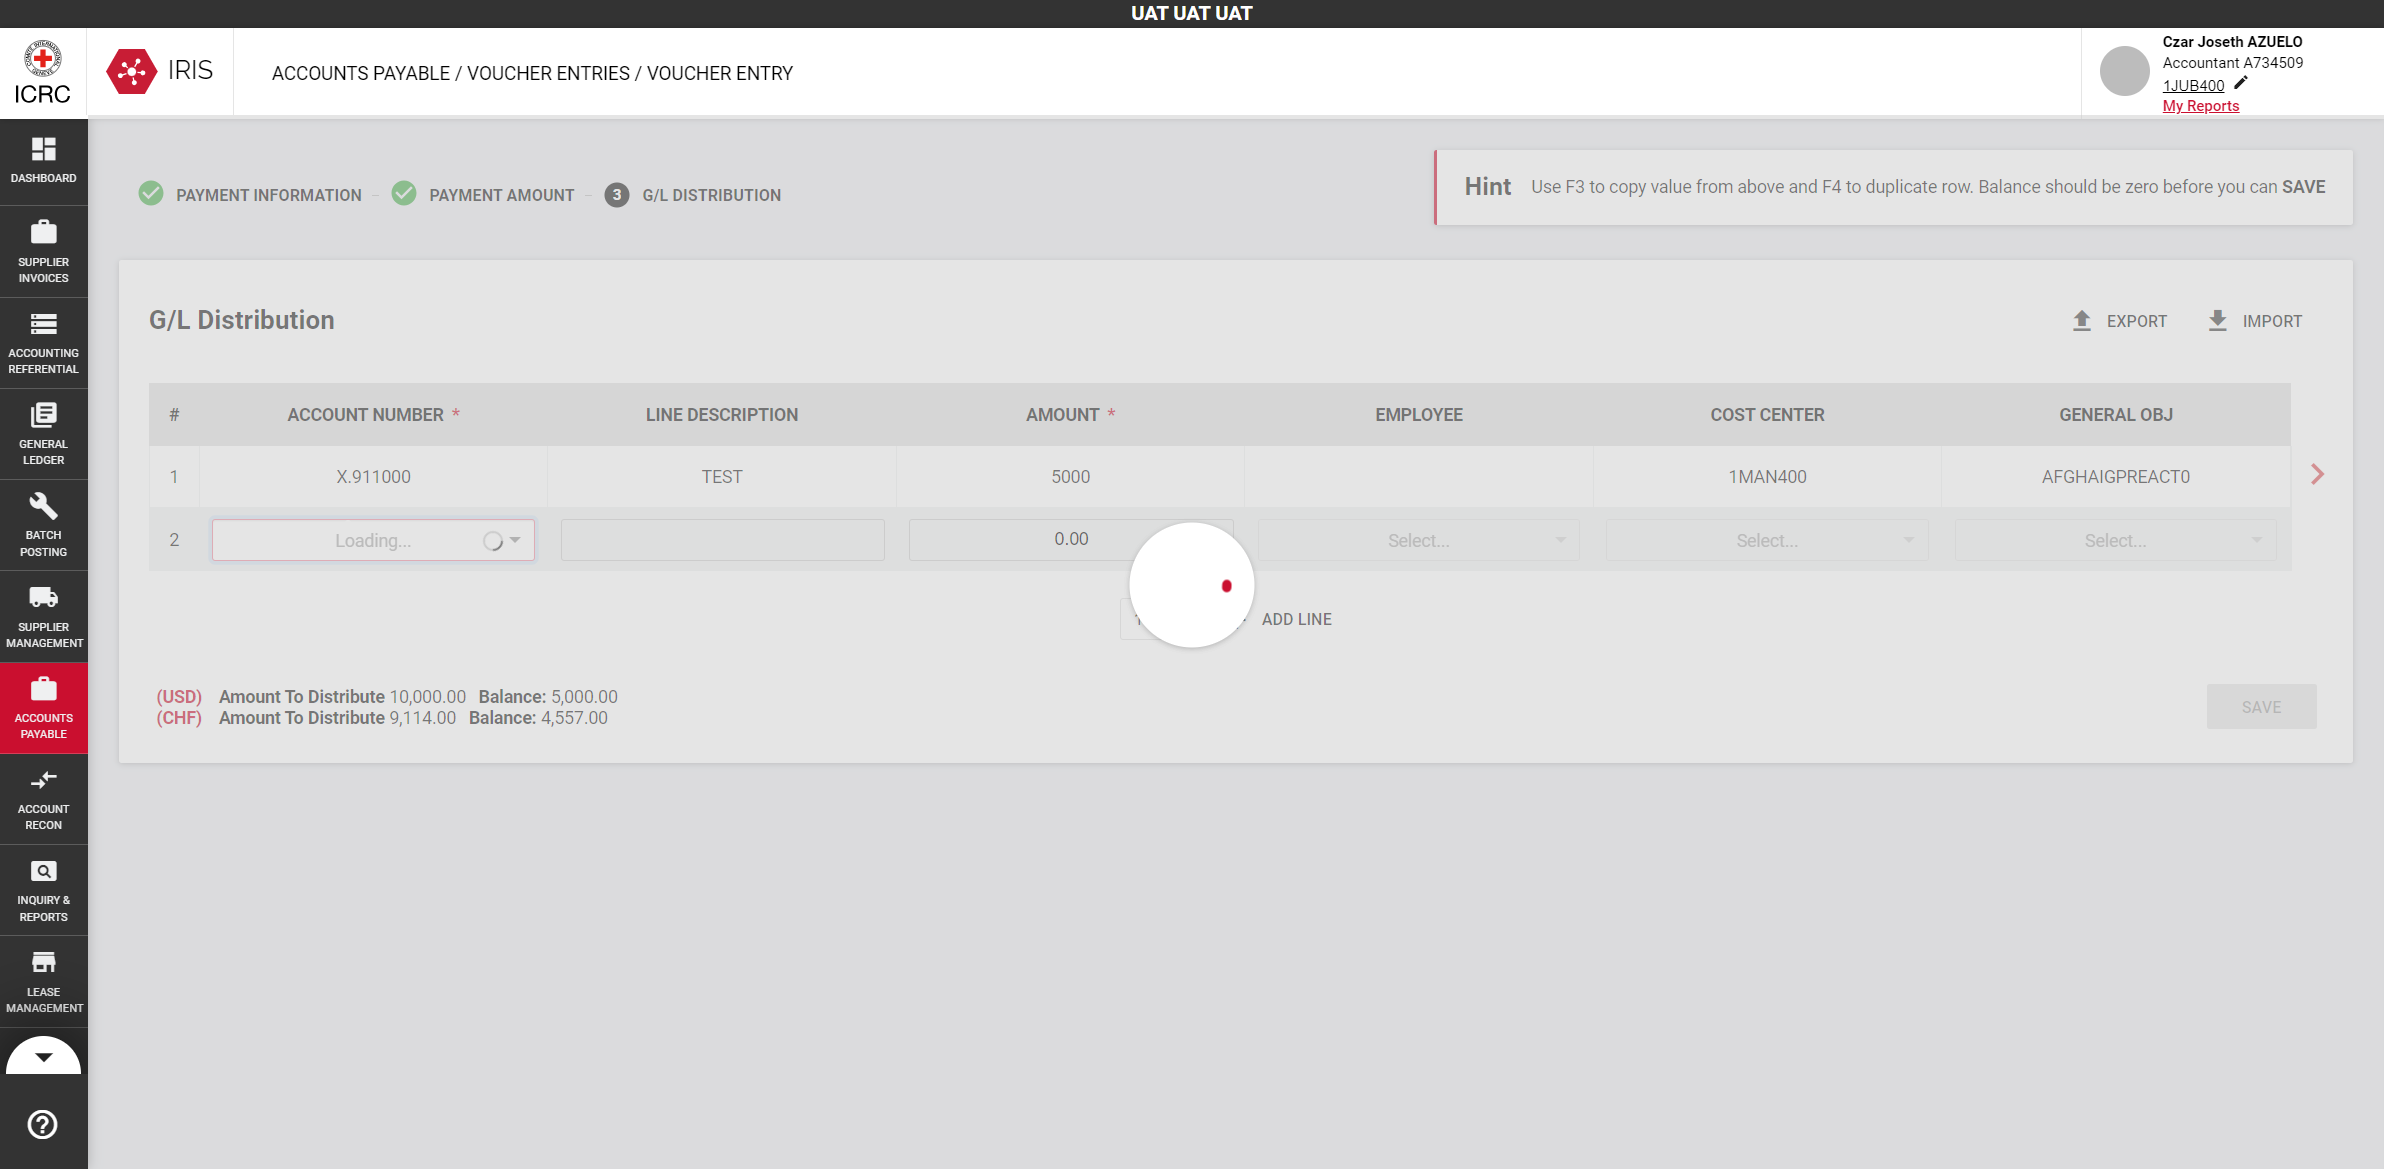 UAT UAT UAT
ICRC
IRIS
ACCOUNTS PAYABLE / VOUCHER ENTRIES / VOUCHER ENTRY
Czar Joseth AZUELO
Accountant A734509
1JUB400
My Reports
DASHBOARD
SUPPLIER
INVOICES
ACCOUNTING
REFERENTIAL
GENERAL
LEDGER
BATCH
POSTING
SUPPLIER
MANAGEMENT
ACCOUNTS
PAYABLE
ACCOUNT
RECON
INQUIRY &
REPORTS
LEASE
MANAGEMENT
PAYMENT INFORMATION - PAYMENT AMOUNT - 3 G/L DISTRIBUTION
Hint Use F3 to copy value from above and F4 to duplicate row. Balance should be zero before you can SAVE
G/L Distribution
EXPORT IMPORT
# ACCOUNT NUMBER * LINE DESCRIPTION AMOUNT * EMPLOYEE COST CENTER GENERAL OBJ
1 X.911000 TEST 5000 1MAN400 AFGHAIGPREACT0
2 Loading... 0.00 Select... Select... Select...
ADD LINE
(USD) Amount To Distribute 10,000.00 Balance: 5,000.00
(CHF) Amount To Distribute 9,114.00 Balance: 4,557.00
SAVE